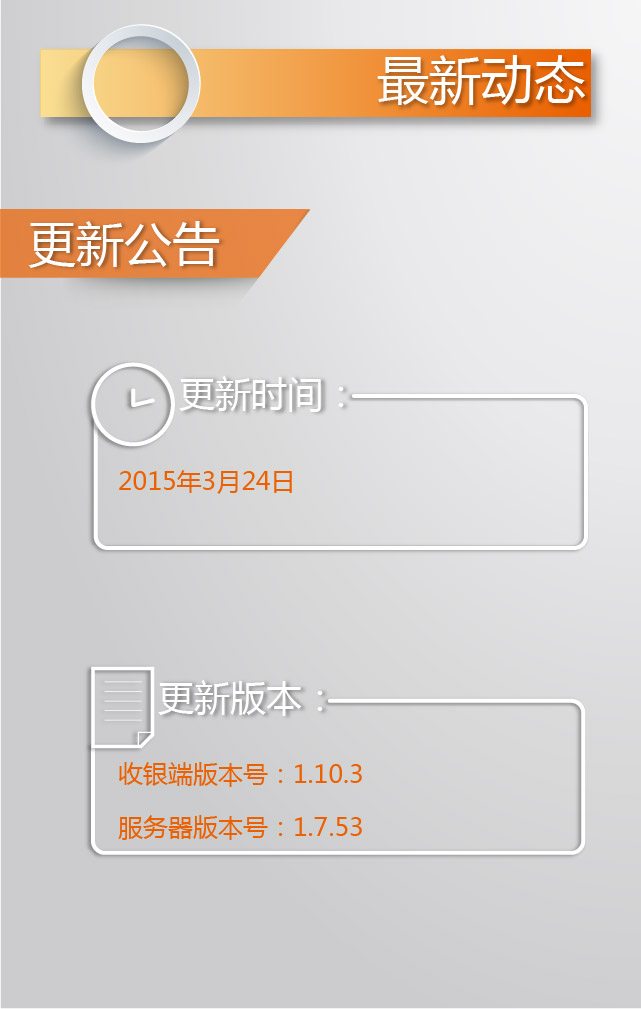 最新动态
更新公告
更新时间：
2015年3月24日
更新版本：
收银端版本号：1.10.3
服务器版本号：1.7.53